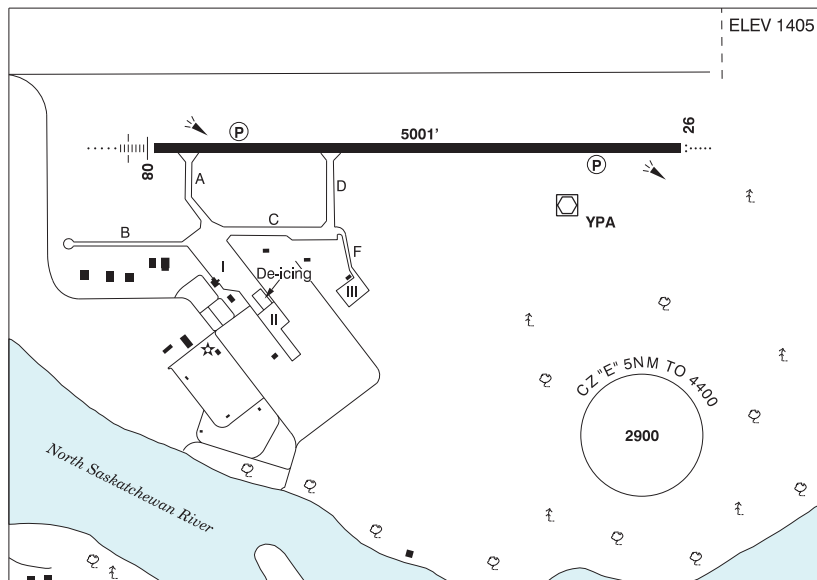 ELEV 1405
P
5001'
26
08
P
A
D
YPA
C
B
F
I
De-icing
III
II
CZ "E" 5NM TO 4400
2900
North Saskatchewan River